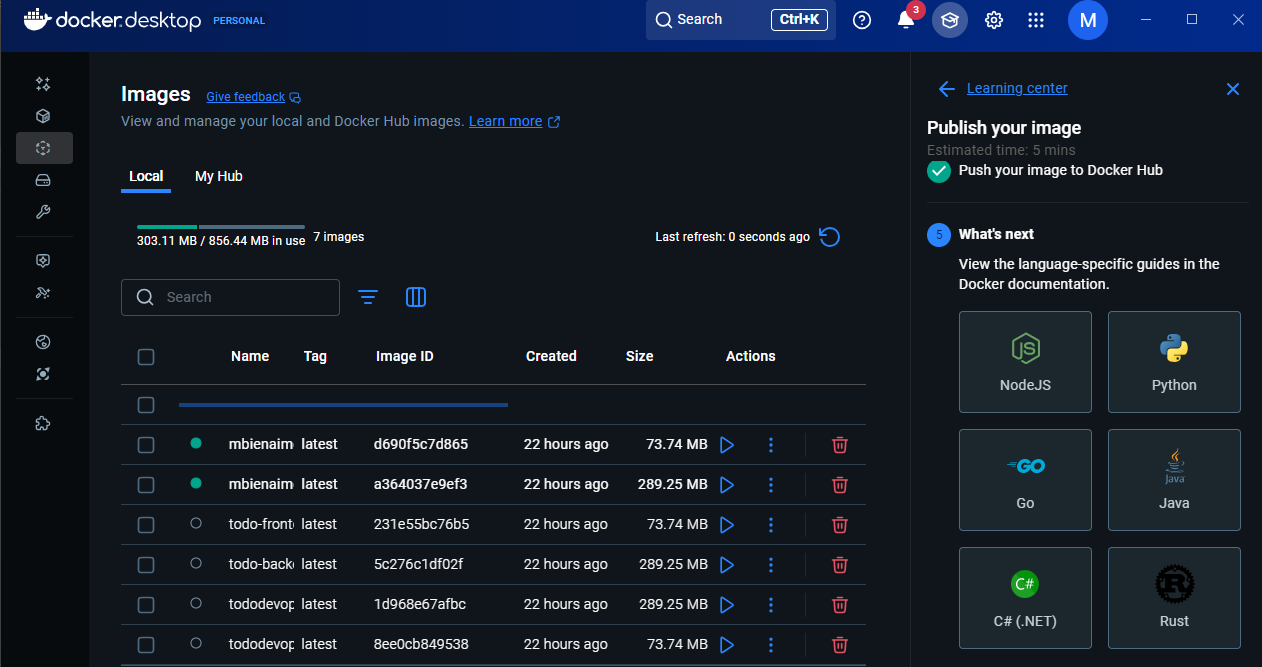 docker.desktop PERSONAL
Search Ctrl+K
3
M
Images Give feedback
View and manage your local and Docker Hub images. Learn more
Local My Hub
303.11 MB / 856.44 MB in use 7 images
Last refresh: 0 seconds ago
Search
Name Tag Image ID Created Size Actions
mbienaim latest d690f5c7d865 22 hours ago 73.74 MB
mbienaim latest a364037e9ef3 22 hours ago 289.25 MB
todo-front latest 231e55bc76b5 22 hours ago 73.74 MB
todo-back latest 5c276c1df02f 22 hours ago 289.25 MB
tododevop latest 1d968e67afbc 22 hours ago 289.25 MB
tododevop latest 8ee0cb849538 22 hours ago 73.74 MB
Learning center
Publish your image
Estimated time: 5 mins
Push your image to Docker Hub
5 What's next
View the language-specific guides in the
Docker documentation.
JS
NodeJS
Python
GO
Go
Java
Java
C#
C# (.NET)
R
Rust